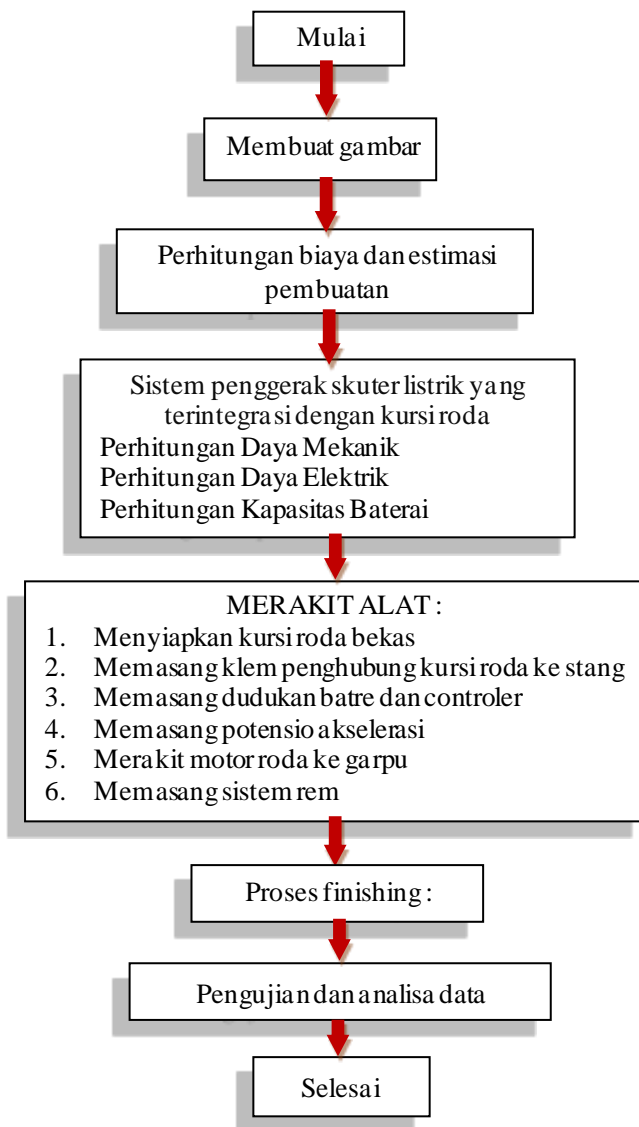 Mulai
Membuat gambar
Perhitungan biaya dan estimasi
pembuatan
Sistem penggerak skuter listrik yang
terintegrasi dengan kursi roda
Perhitungan Daya Mekanik
Perhitungan Daya Elektrik
Perhitungan Kapasitas Baterai
MERAKIT ALAT :
1. Menyiapkan kursi roda bekas
2. Memasang klem penghubung kursi roda ke stang
3. Memasang dudukan batre dan controler
4. Memasang potensio akselerasi
5. Merakit motor roda ke garpu
6. Memasang sistem rem
Proses finishing :
Pengujian dan analisa data
Selesai